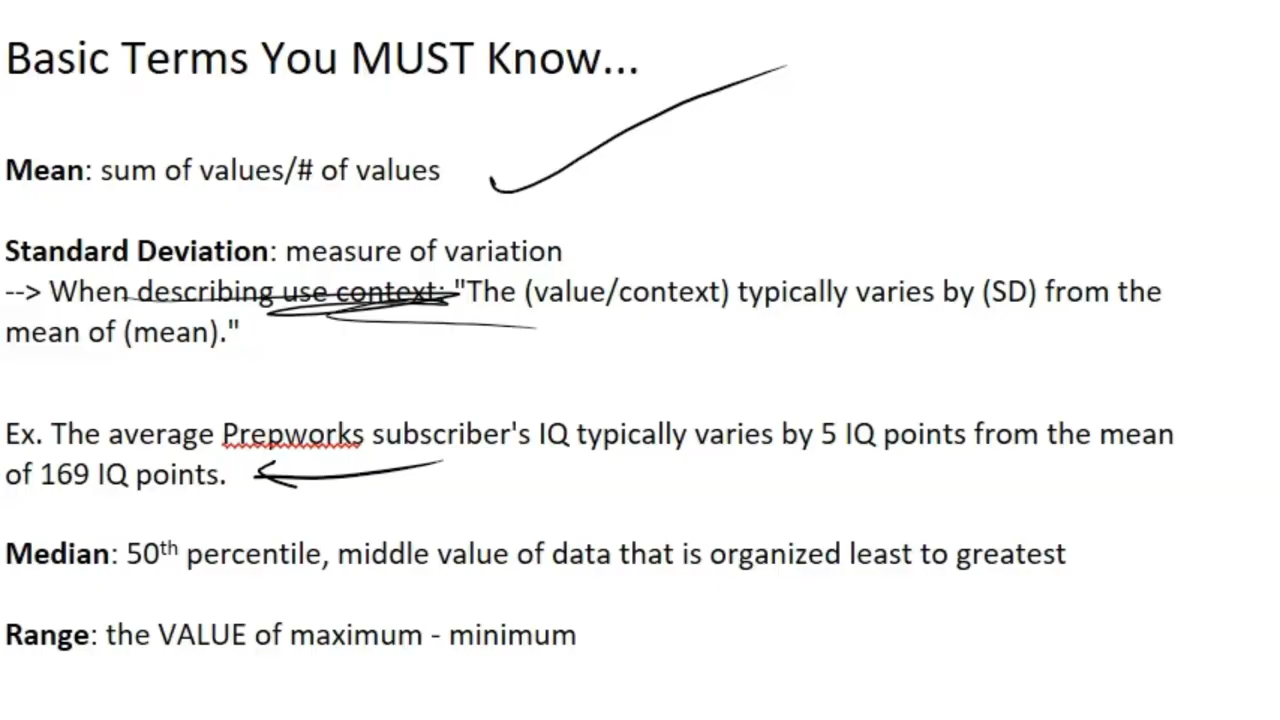 Basic Terms You MUST Know...
Mean: sum of values/# of values
Standard Deviation: measure of variation
--> When describing use context: "The (value/context) typically varies by (SD) from the
mean of (mean)."
Ex. The average Prepworks subscriber's IQ typically varies by 5 IQ points from the mean
of 169 IQ points.
Median: 50th percentile, middle value of data that is organized least to greatest
Range: the VALUE of maximum - minimum